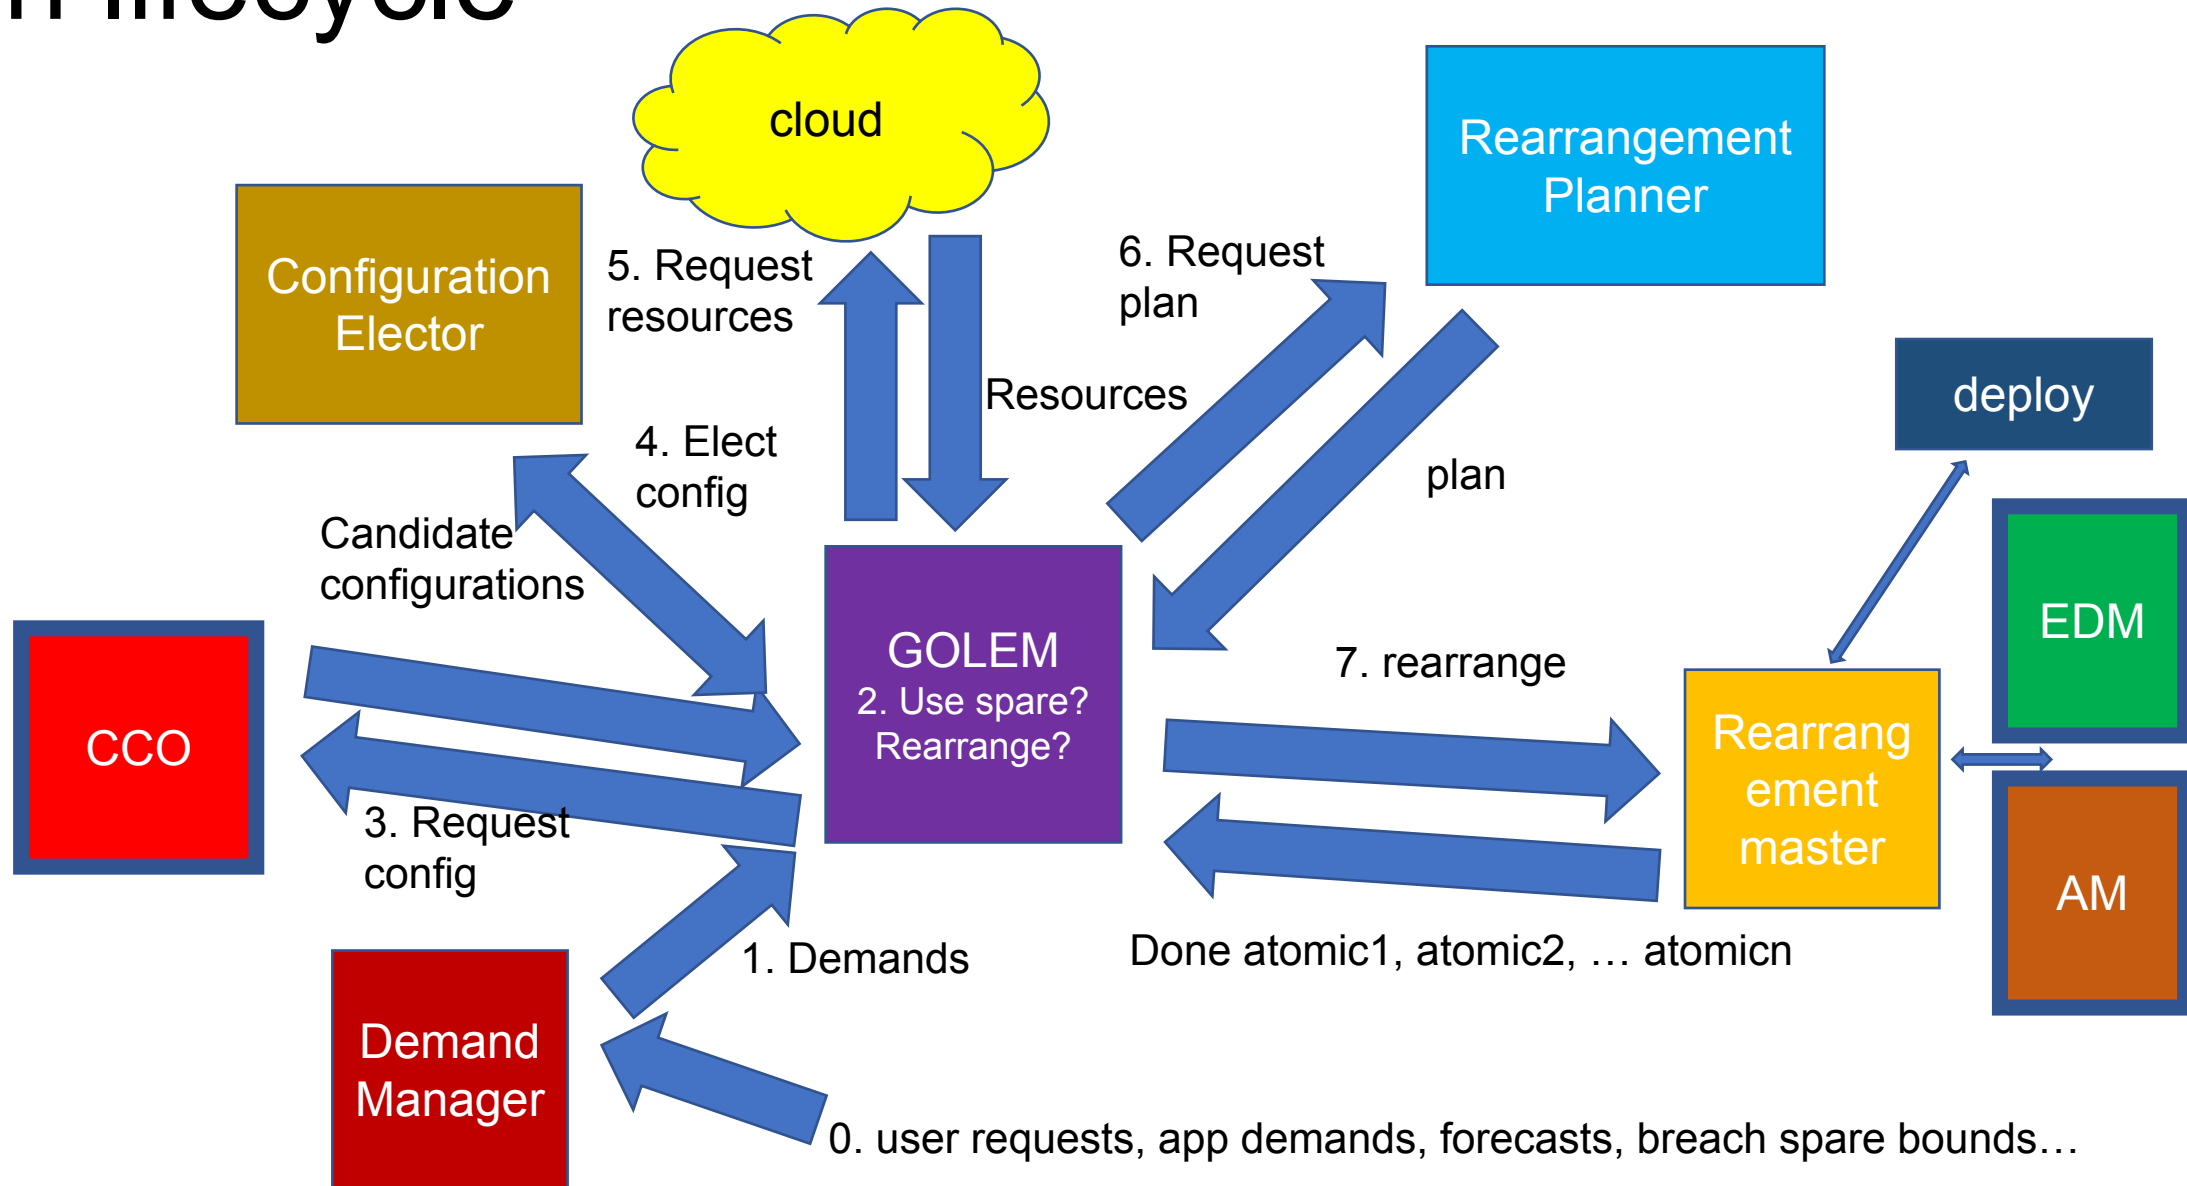 lifecycle
cloud
Rearrangement
Planner
Configuration
Elector
5. Request
resources
6. Request
plan
Resources
deploy
4. Elect
config
plan
Candidate
configurations
EDM
GOLEM
2. Use spare?
Rearrange?
7. rearrange
CCO
Rearrang
ement
master
3. Request
config
AM
1. Demands
Done atomic1, atomic2, … atomicn
Demand
Manager
0. user requests, app demands, forecasts, breach spare bounds…